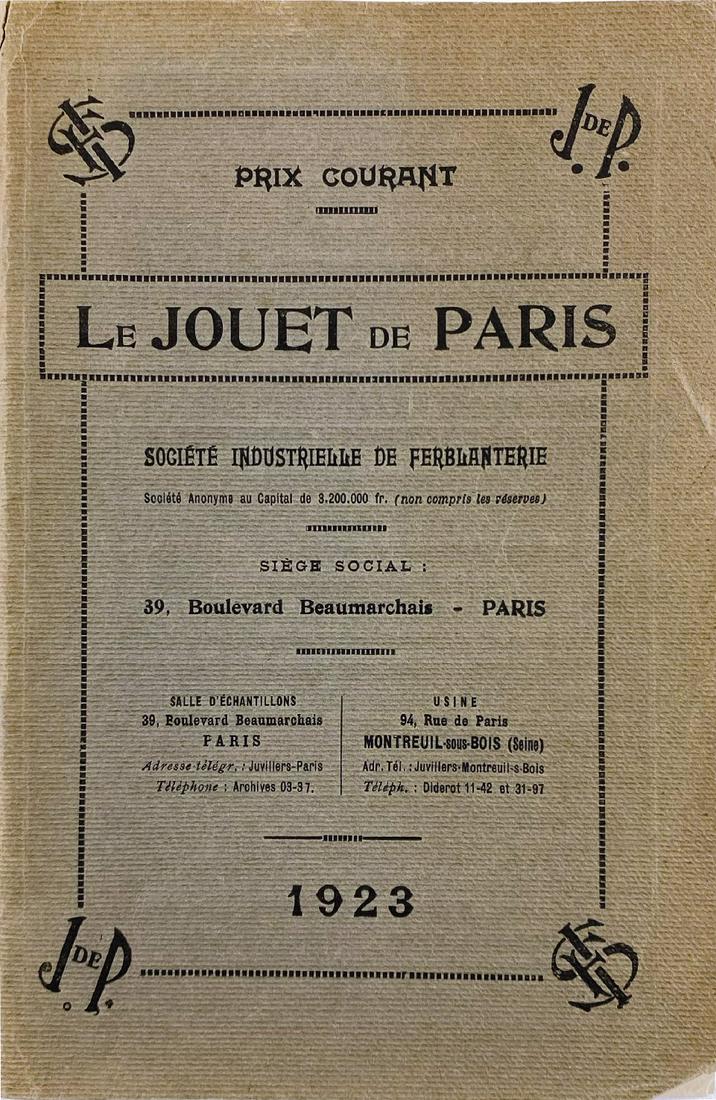 J DE P.
PRIX COURANT
LE JOUET DE PARIS
SOCIÉTÉ INDUSTRIELLE DE FERBLANTERIE
Société Anonyme au Capital de 3.200.000 fr. (non compris les réserves)
SIÈGE SOCIAL :
39, Boulevard Beaumarchais - PARIS
SALLE D'ÉCHANTILLONS
39, Boulevard Beaumarchais
PARIS
Adresse télégr. : Juvillers-Paris
Téléphone : Archives 03-37.
USINE
94, Rue de Paris
MONTREUIL-sous-BOIS (Seine)
Adr. Tél. : Juvillers-Montreuil-s-Bois
Téléph. : Diderot 11-42 et 31-97
1923
J DE P.